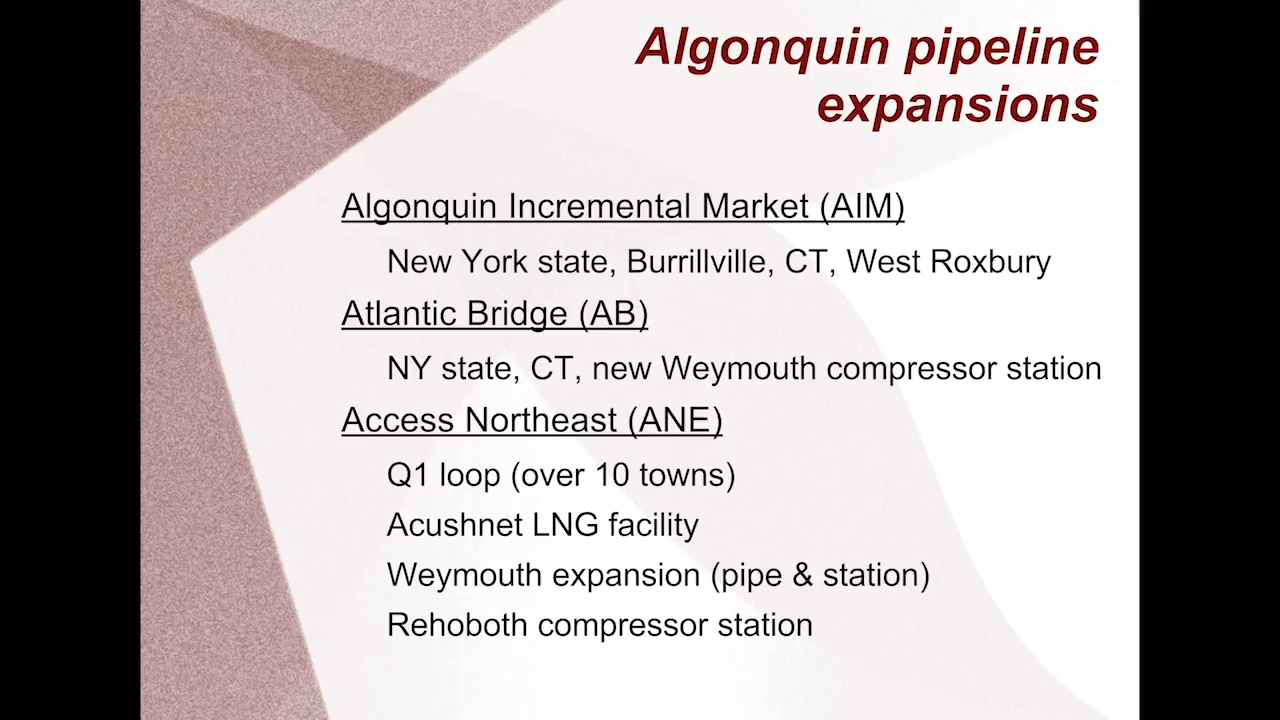 Algonquin pipeline
expansions
Algonquin Incremental Market (AIM)
New York state, Burrillville, CT, West Roxbury
Atlantic Bridge (AB)
NY state, CT, new Weymouth compressor station
Access Northeast (ANE)
Q1 loop (over 10 towns)
Acushnet LNG facility
Weymouth expansion (pipe & station)
Rehoboth compressor station